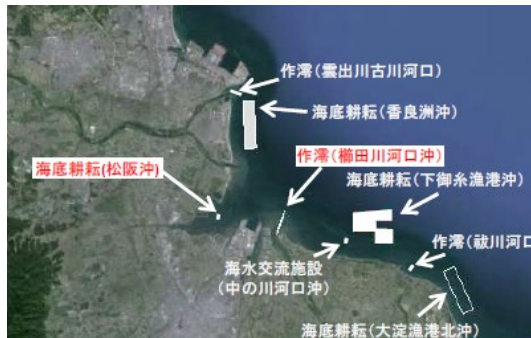 作澪(雲出川古川河口)
海底耕耘(香良洲沖)
作澪(櫛田川河口沖)
海底耕耘(松阪沖)
海底耕耘(下御糸漁港沖)
作澪(祓川河口
海水交流施設
(中の川河口沖)
海底耕耘(大淀漁港北沖)